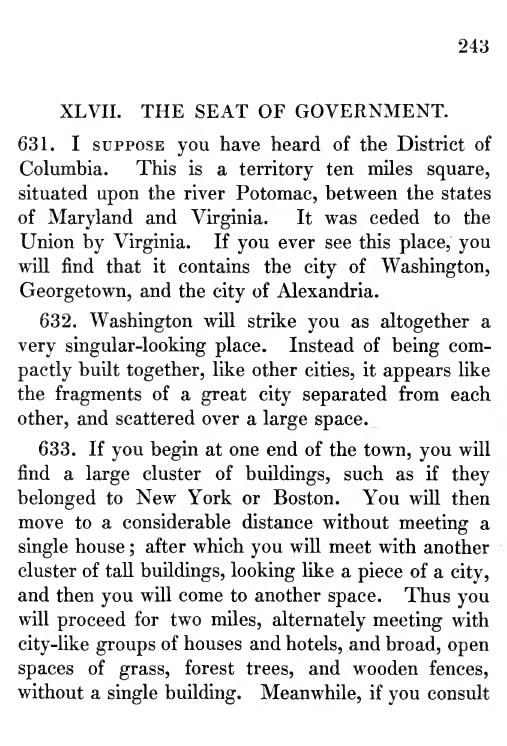 243
XLVII. THE SEAT OF GOVERNMENT.
631. I SUPPOSE you have heard of the District of
Columbia. This is a territory ten miles square,
situated upon the river Potomac, between the states
of Maryland and Virginia. It was ceded to the
Union by Virginia. If you ever see this place, you
will find that it contains the city of Washington,
Georgetown, and the city of Alexandria.
632. Washington will strike you as altogether a
very singular-looking place. Instead of being com-
pactly built together, like other cities, it appears like
the fragments of a great city separated from each
other, and scattered over a large space.
633. If you begin at one end of the town, you will
find a large cluster of buildings, such as if they
belonged to New York or Boston. You will then
move to a considerable distance without meeting a
single house; after which you will meet with another
cluster of tall buildings, looking like a piece of a city,
and then you will come to another space. Thus you
will proceed for two miles, alternately meeting with
city-like groups of houses and hotels, and broad, open
spaces of grass, forest trees, and wooden fences,
without a single building. Meanwhile, if you consult